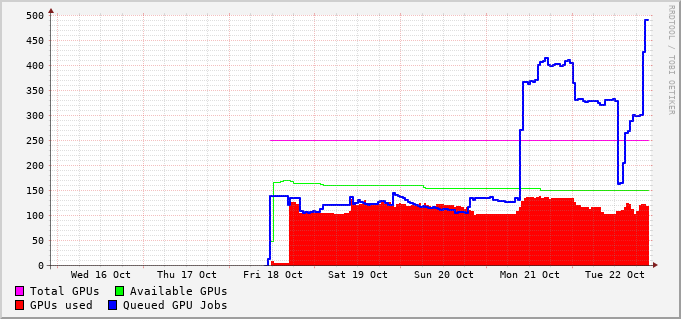 500
450
400
350
300
250
200
150
100
50
0
Wed 16 Oct Thu 17 Oct Fri 18 Oct Sat 19 Oct Sun 20 Oct Mon 21 Oct Tue 22 Oct
Total GPUs Available GPUs
GPUs used Queued GPU Jobs
RRDTOOL / TOBI OETIKER